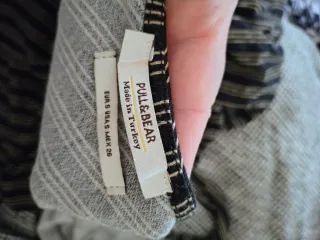 PULL&BEAR
Made in Turkey
EUR S USA S MEX 26